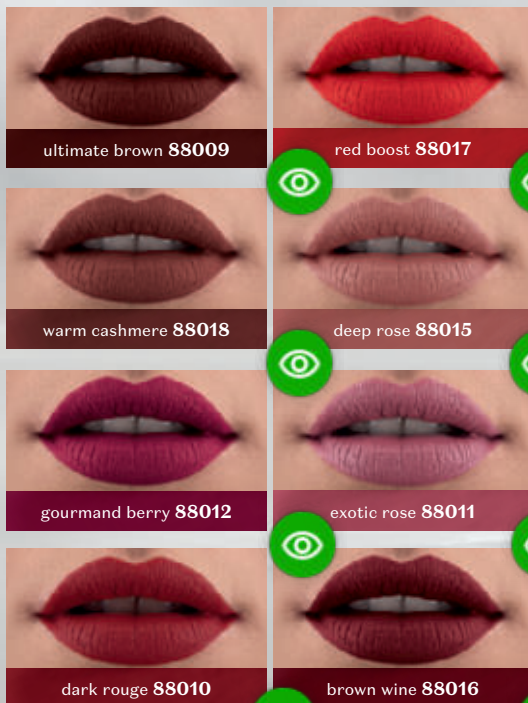 ultimate brown 88009
red boost 88017
warm cashmere 88018
deep rose 88015
gourmand berry 88012
exotic rose 88011
dark rouge 88010
brown wine 88016